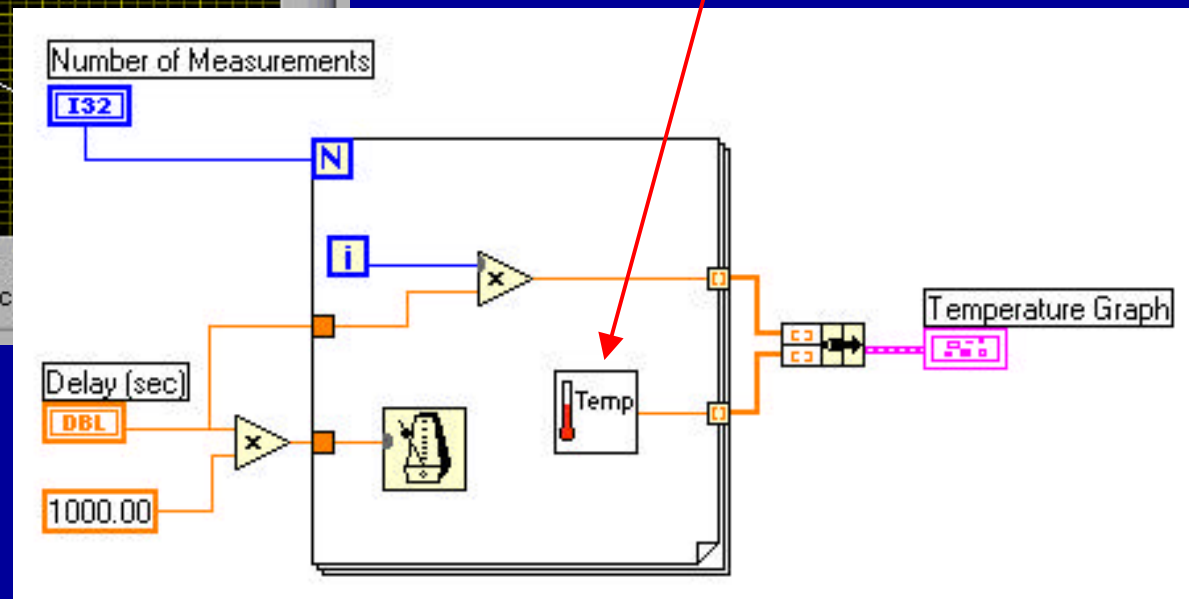 Number of Measurements
I32
N
i
x
c
Temperature Graph
Delay (sec)
DBL
x
Temp
1000.00